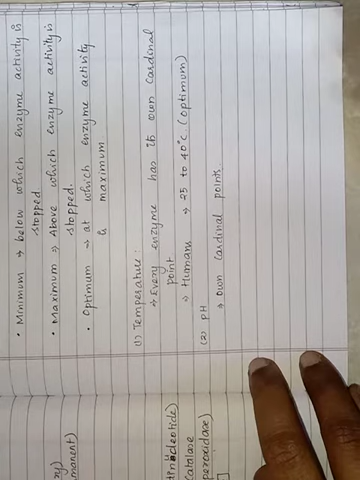 • Minimum → below which enzyme activity is
stopped
• Maximum ⇒ Above which enzyme activity is
stopped.
• Optimum → at which enzyme activity
is maximum
(1) Temperature:
→ Every enzyme has its own Cardinal
point
→ Humans → 25 to 40°C (optimum)
(2) PH
→ own cardinal points.
manent)
catalase
peroxidase)